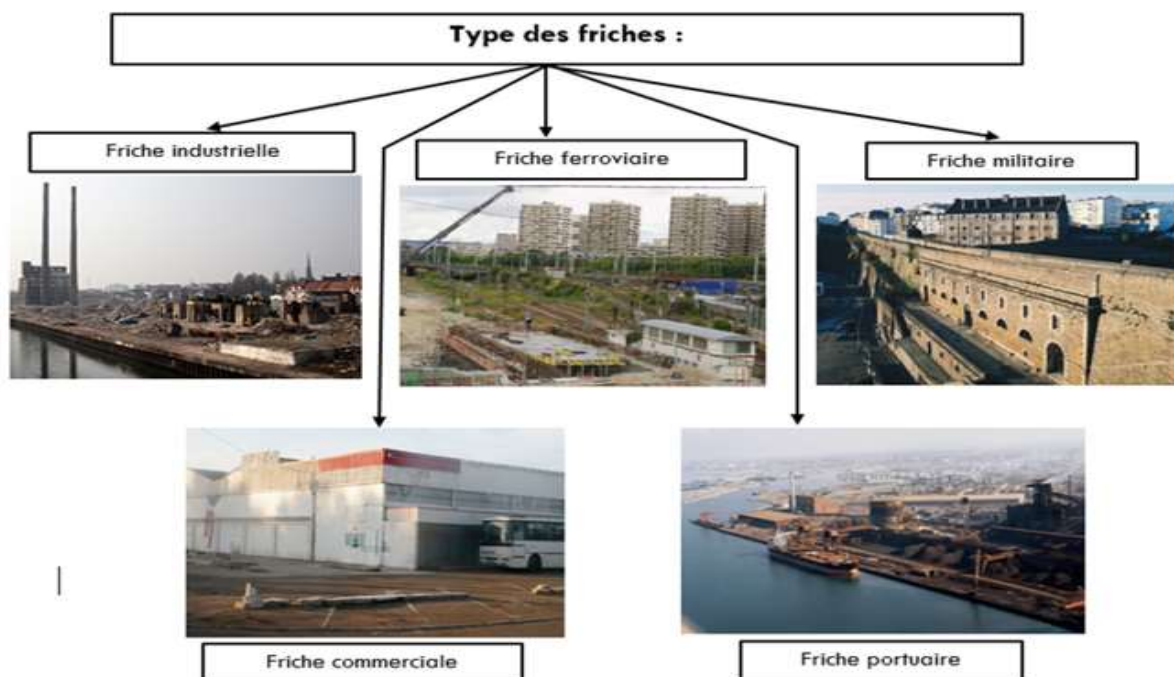 Type des friches :
Friche industrielle
Friche ferroviaire
Friche militaire
Friche commerciale
Friche portuaire